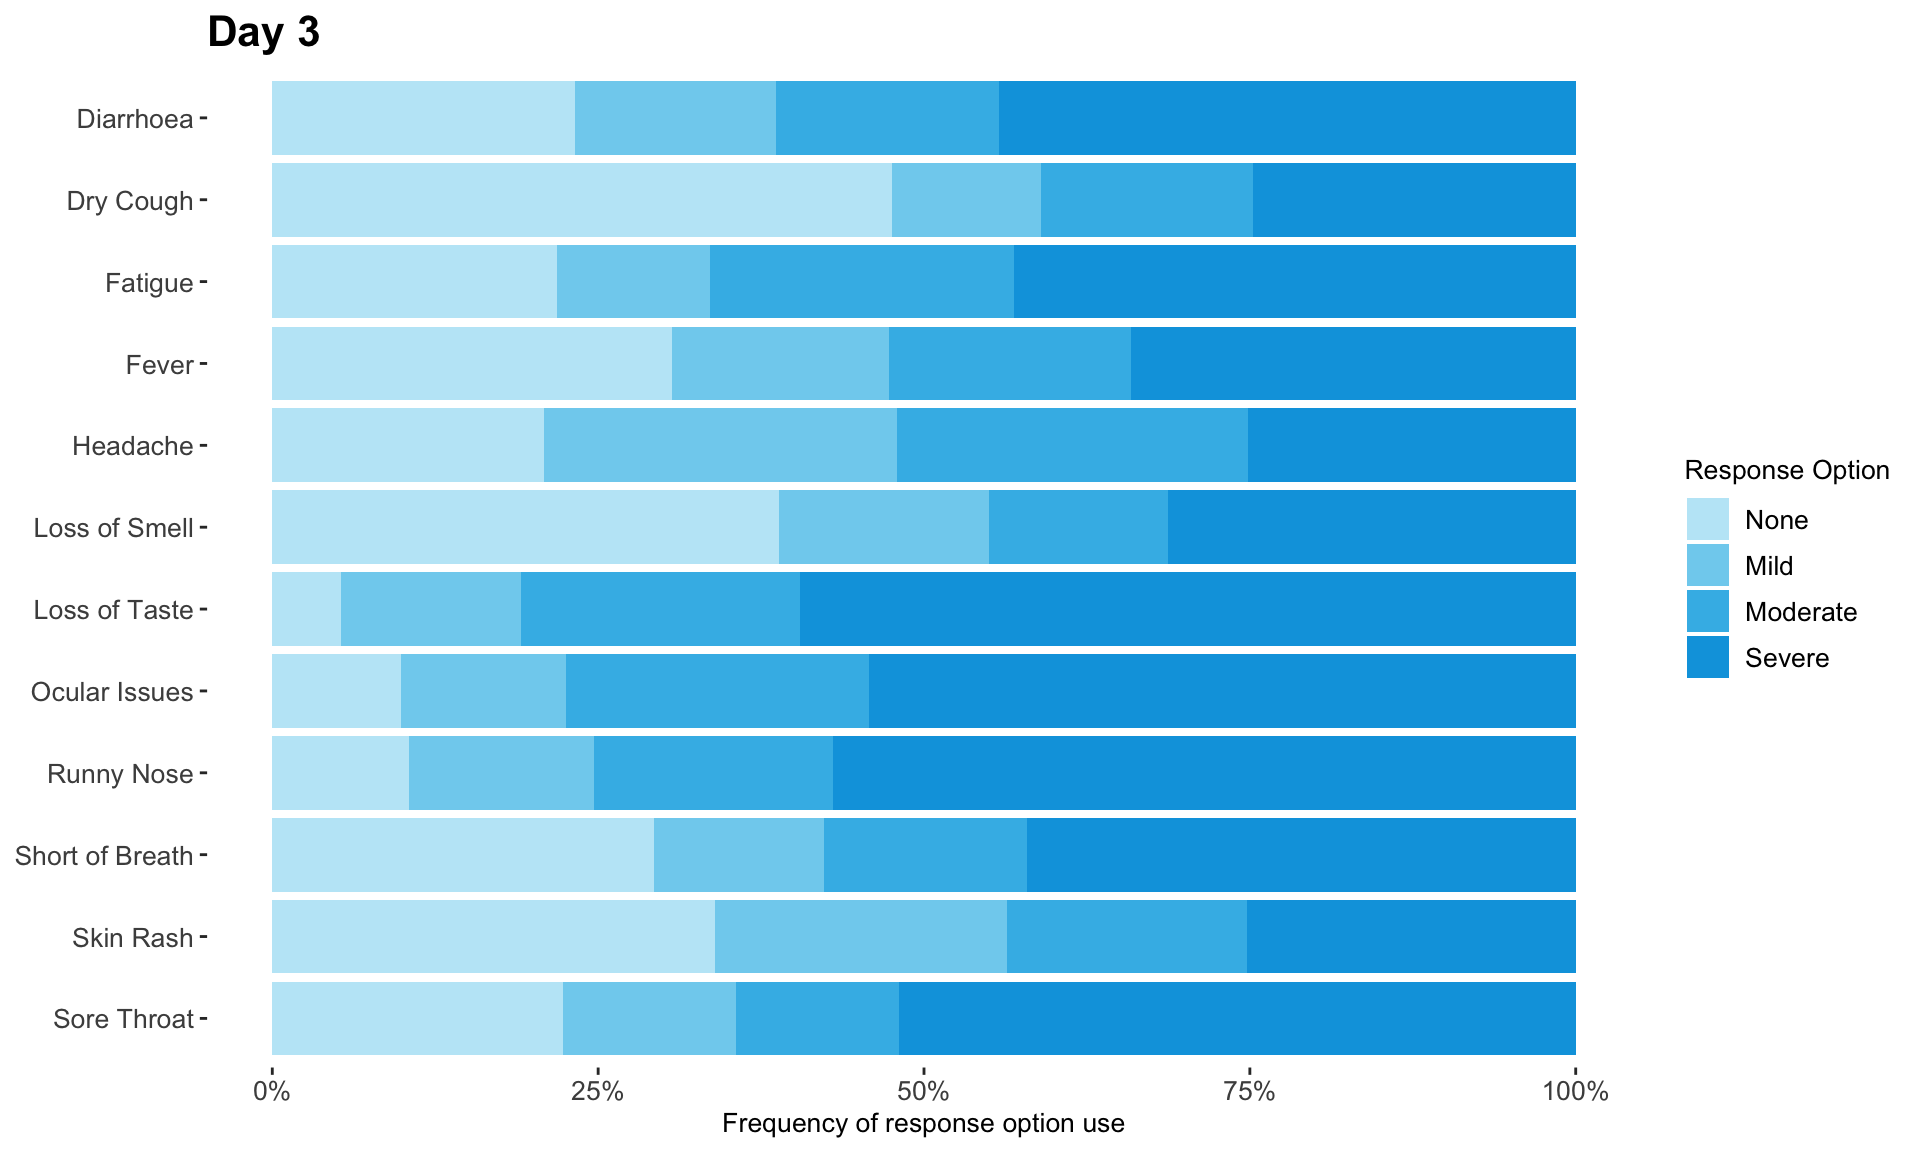 Day 3
Diarrhoea
Dry Cough
Fatigue
Fever
Headache
Loss of Smell
Loss of Taste
Ocular Issues
Runny Nose
Short of Breath
Skin Rash
Sore Throat
0% 25% 50% 75% 100%
Frequency of response option use
Response Option
None
Mild
Moderate
Severe